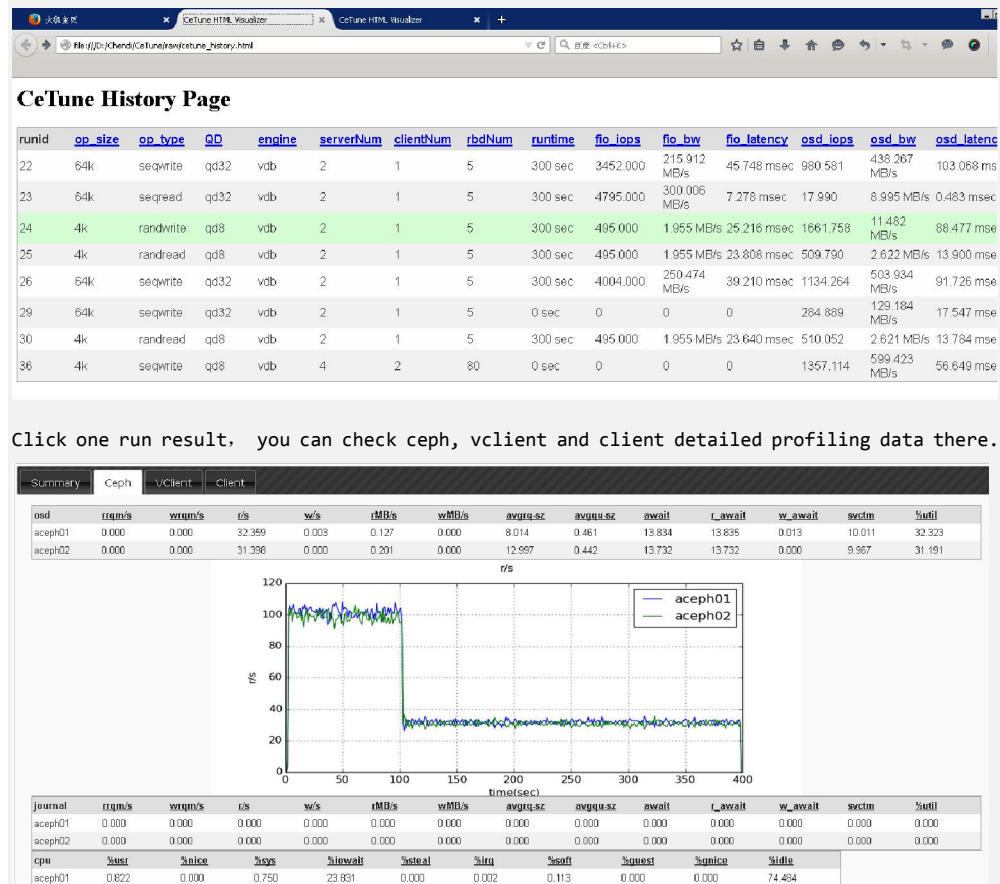 火狐主页 CeTune HTML Visualizer CeTune HTML Visualizer
file:///D:/Chendi/CeTune/raw/cetune_history.html 百度 <Ctrl+K>
CeTune History Page
runid op_size op_type QD engine serverNum clientNum rbdNum runtime fio_iops fio_bw fio_latency osd_iops osd_bw osd_latenc
22 64k seqwrite qd32 vdb 2 1 5 300 sec 3452.000 215.912 MB/s 45.748 msec 980.581 438.267 MB/s 103.068 ms
23 64k seqread qd32 vdb 2 1 5 300 sec 4795.000 300.006 MB/s 7.278 msec 17.990 8.995 MB/s 0.483 msec
24 4k randwrite qd8 vdb 2 1 5 300 sec 495.000 1.955 MB/s 25.216 msec 1661.758 11.482 MB/s 88.477 mse
25 4k randread qd8 vdb 2 1 5 300 sec 495.000 1.955 MB/s 23.808 msec 509.790 2.622 MB/s 13.900 mse
26 64k seqwrite qd32 vdb 2 1 5 300 sec 4004.000 250.474 MB/s 39.210 msec 1134.264 503.934 MB/s 91.726 mse
29 64k seqwrite qd32 vdb 2 1 5 0 sec 0 0 0 284.889 129.184 MB/s 17.547 mse
30 4k randread qd8 vdb 2 1 5 300 sec 495.000 1.955 MB/s 23.640 msec 510.052 2.621 MB/s 13.784 mse
36 4k seqwrite qd8 vdb 4 2 80 0 sec 0 0 0 1357.114 599.423 MB/s 56.649 mse
Click one run result， you can check ceph, vclient and client detailed profiling data there.
Summary Ceph VClient Client
osd rrqm/s wrqm/s r/s w/s rMB/s wMB/s avgrq-sz avgqu-sz await r_await w_await svctm %util
aceph01 0.000 0.000 32.359 0.003 0.127 0.000 8.014 0.461 13.834 13.835 0.013 10.011 32.323
aceph02 0.000 0.000 31.398 0.000 0.201 0.000 12.997 0.442 13.732 13.732 0.000 9.967 31.191
r/s
120
100
80
60
40
20
0
r/s
aceph01
aceph02
0 50 100 150 200 250 300 350 400
time(sec)
journal rrqm/s wrqm/s r/s w/s rMB/s wMB/s avgrq-sz avgqu-sz await r_await w_await svctm %util
aceph01 0.000 0.000 0.000 0.000 0.000 0.000 0.000 0.000 0.000 0.000 0.000 0.000 0.000
aceph02 0.000 0.000 0.000 0.000 0.000 0.000 0.000 0.000 0.000 0.000 0.000 0.000 0.000
cpu %usr %nice %sys %iowait %steal %irq %soft %guest %gnice %idle
aceph01 0.822 0.000 0.750 23.831 0.000 0.002 0.113 0.000 0.000 74.484